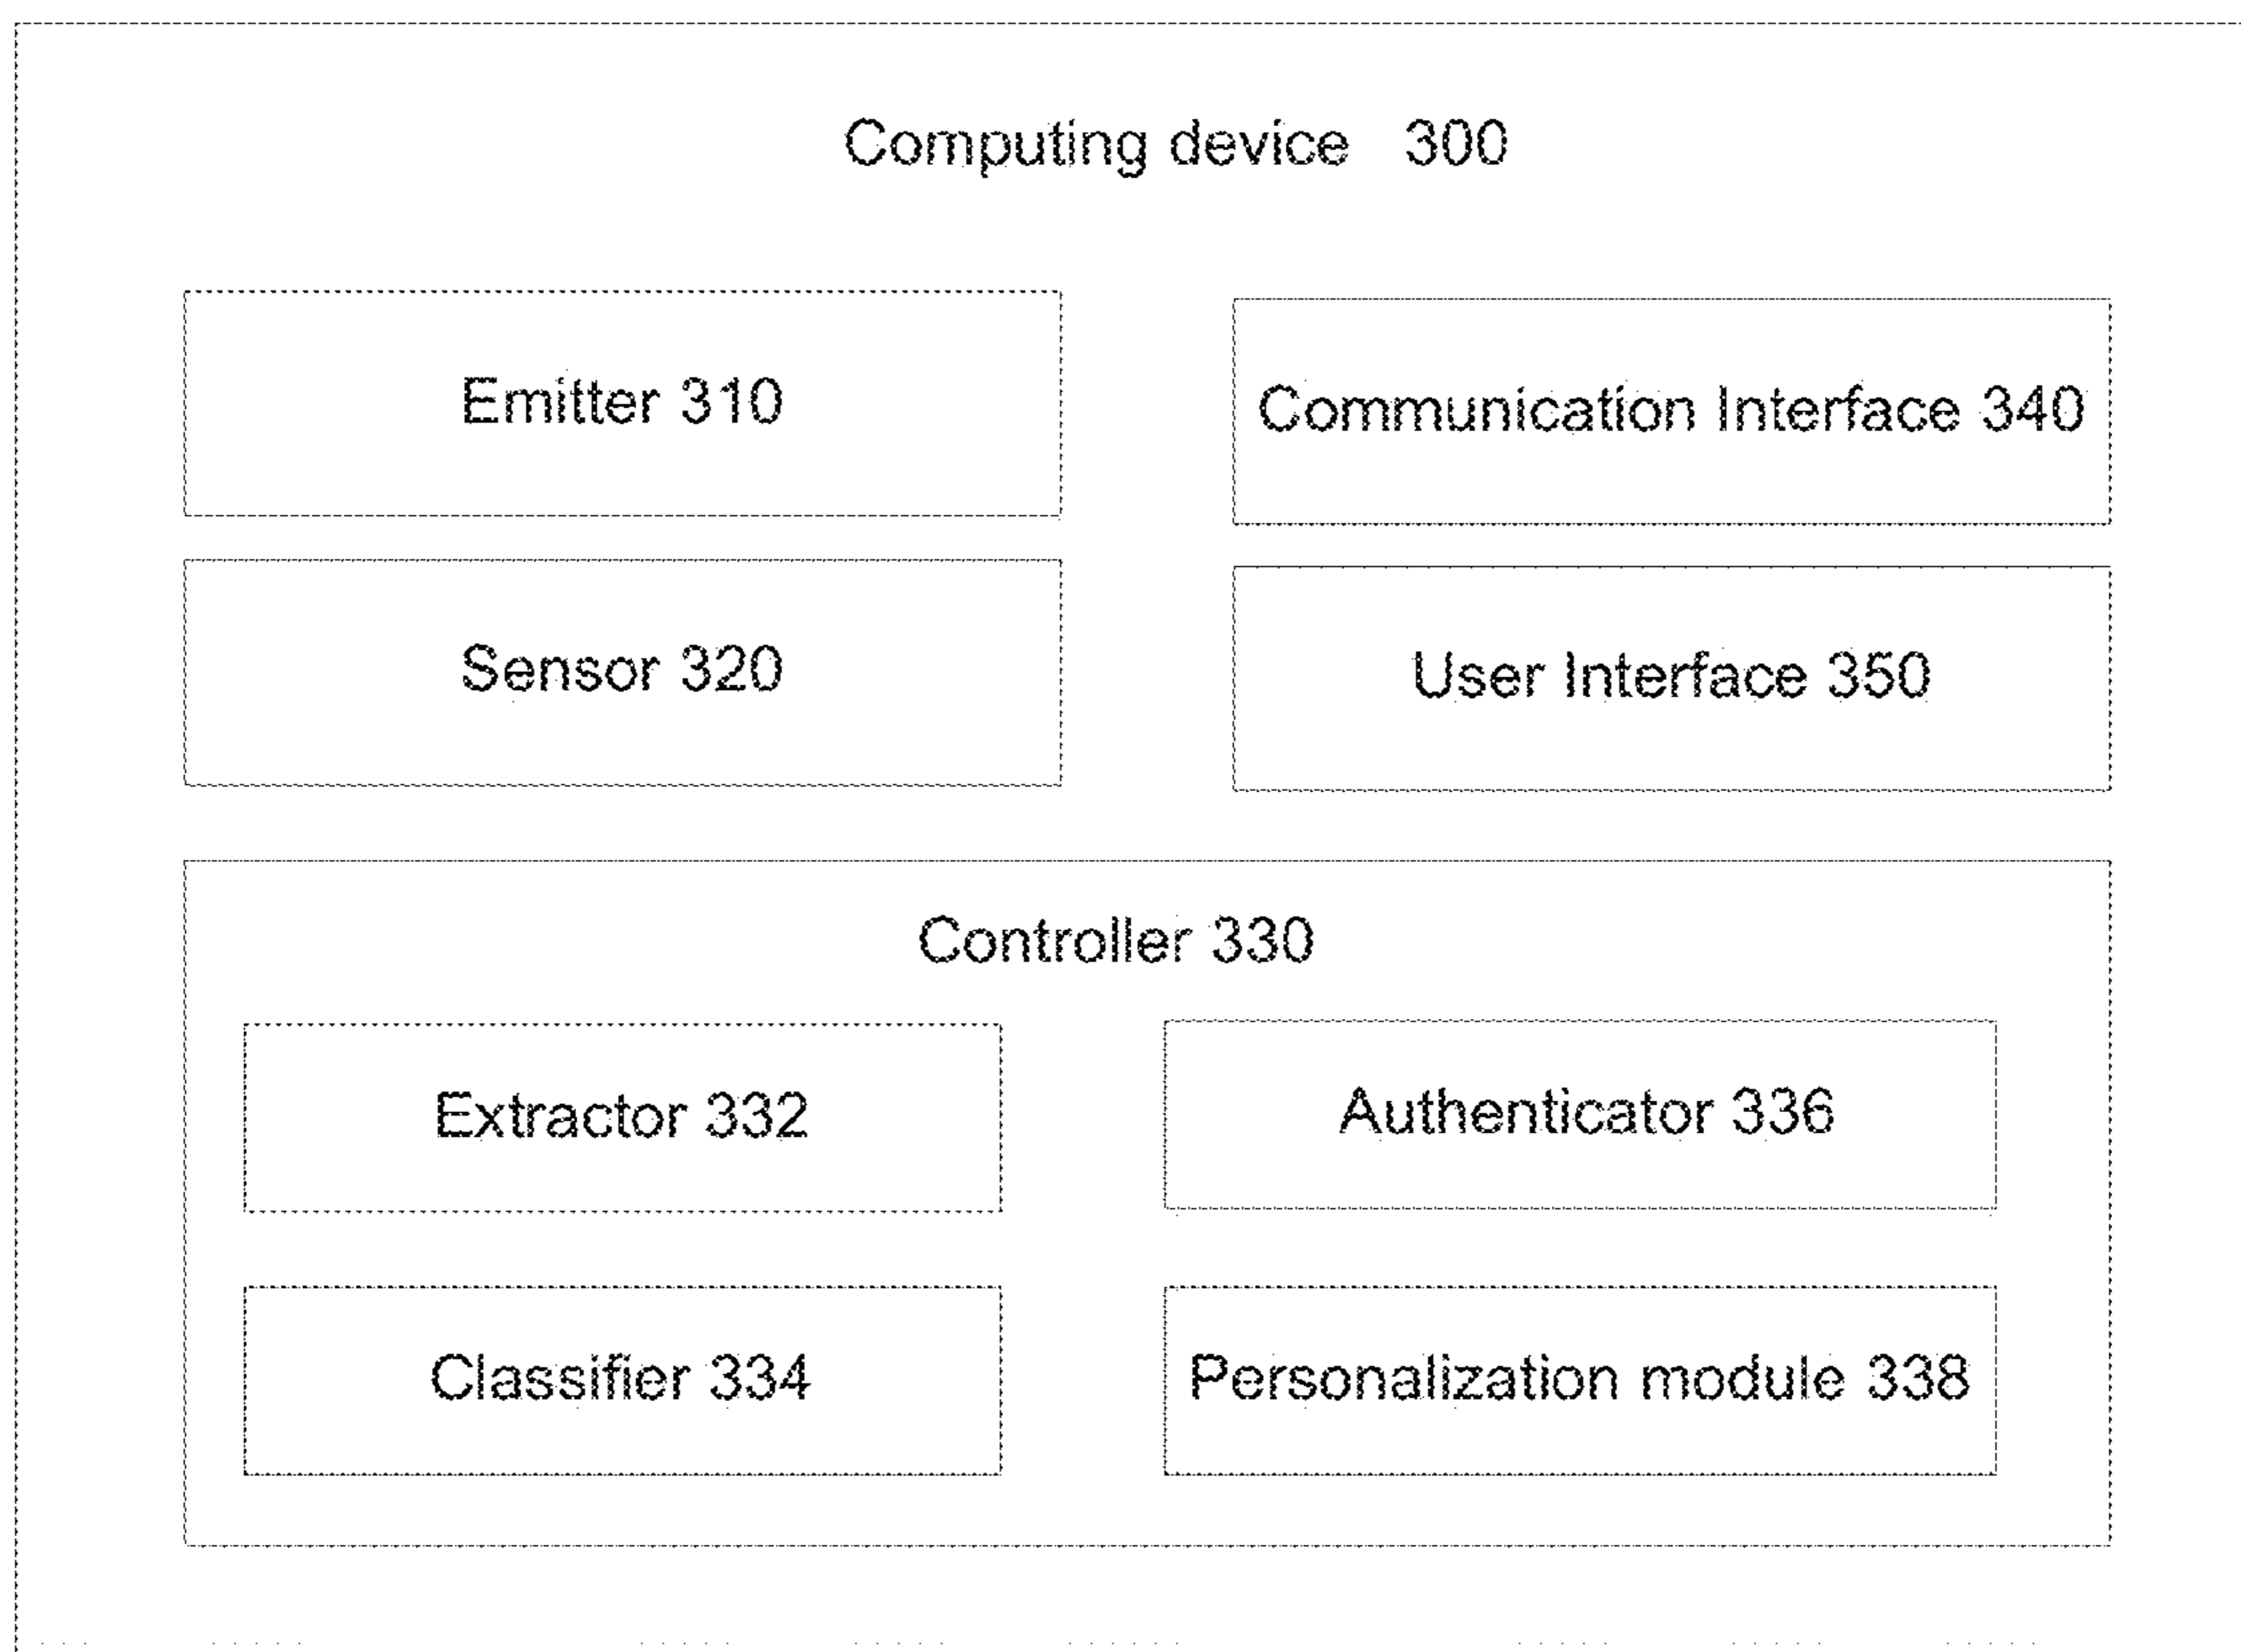 Computing device 300
Emitter 310
Communication Interface 340
Sensor 320
User Interface 350
Controller 330
Extractor 332
Authenticator 336
Classifier 334
Personalization module 338